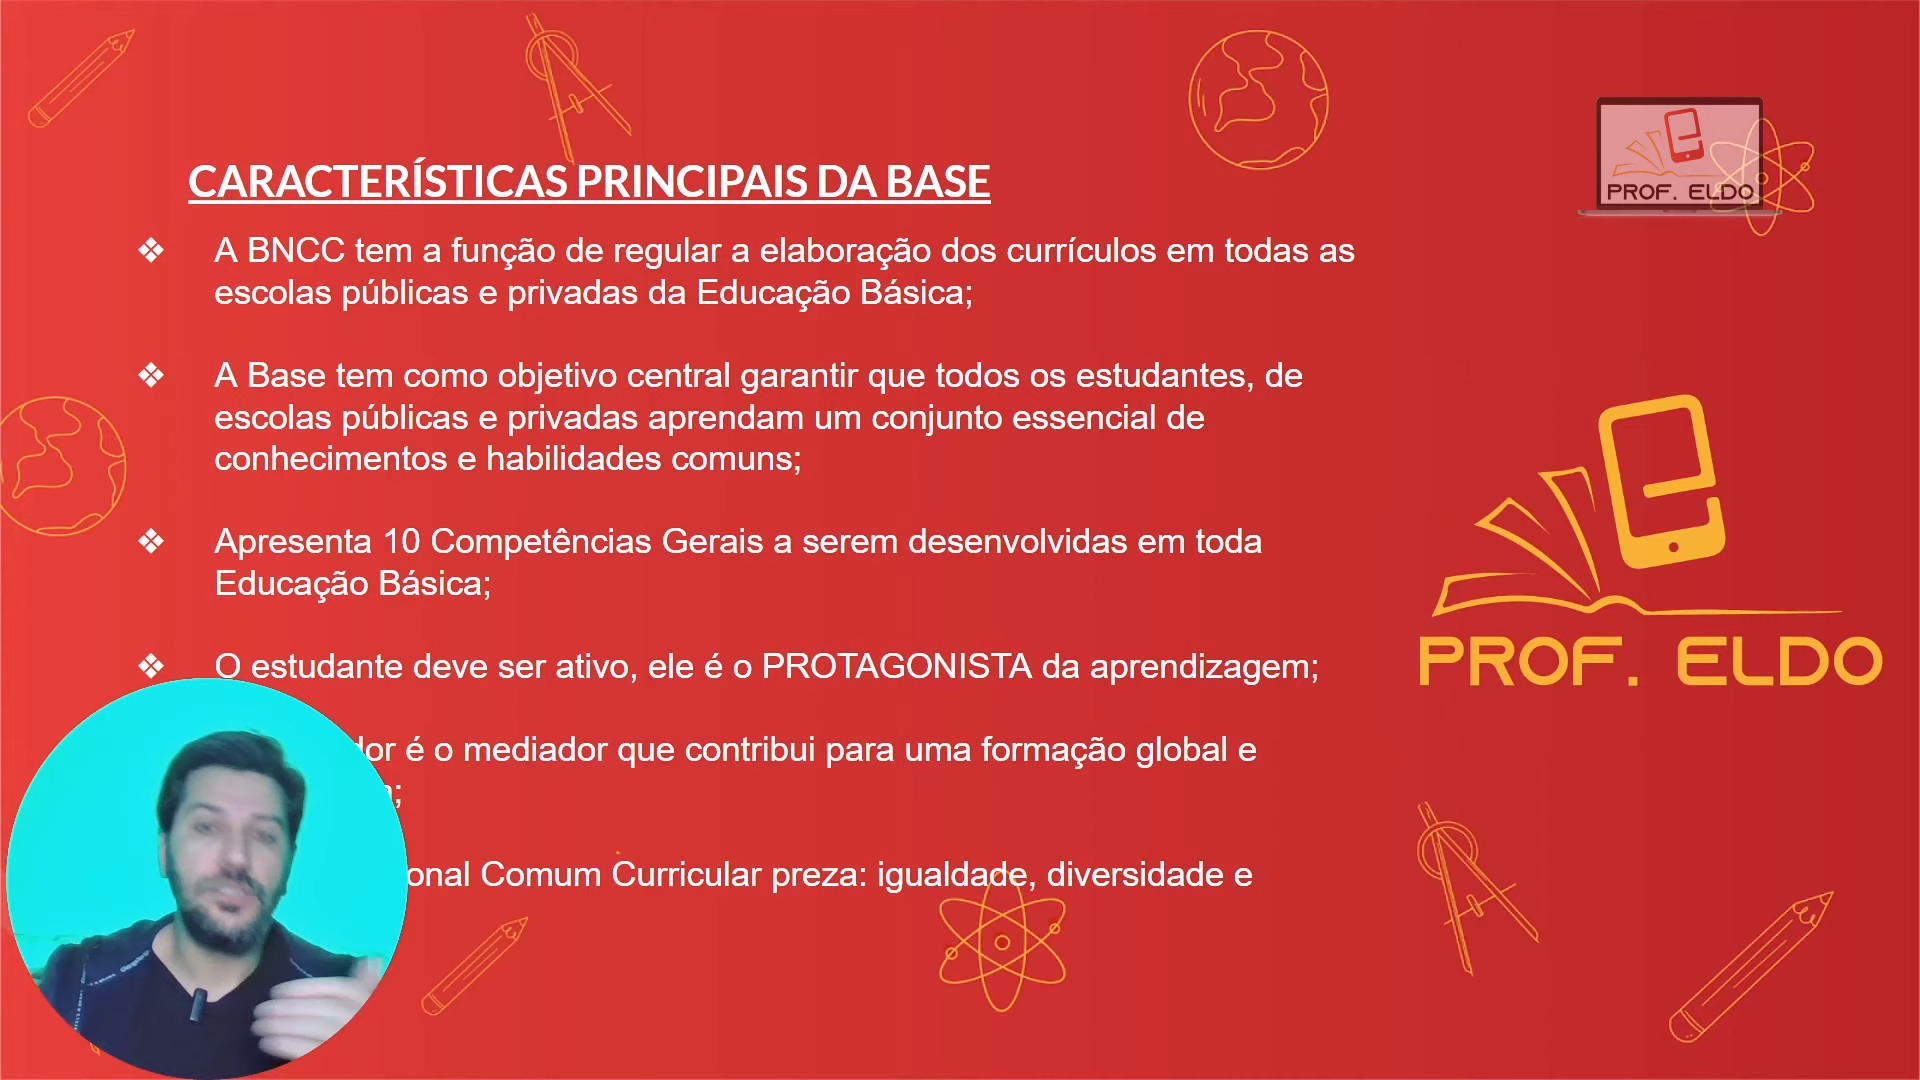 CARACTERÍSTICAS PRINCIPAIS DA BASE
❖ A BNCC tem a função de regular a elaboração dos currículos em todas as
escolas públicas e privadas da Educação Básica;
❖ A Base tem como objetivo central garantir que todos os estudantes, de
escolas públicas e privadas aprendam um conjunto essencial de
conhecimentos e habilidades comuns;
❖ Apresenta 10 Competências Gerais a serem desenvolvidas em toda
Educação Básica;
❖ O estudante deve ser ativo, ele é o PROTAGONISTA da aprendizagem;
é o mediador que contribui para uma formação global e
Comum Curricular preza: igualdade, diversidade e
PROF. ELDO
PROF. ELDO